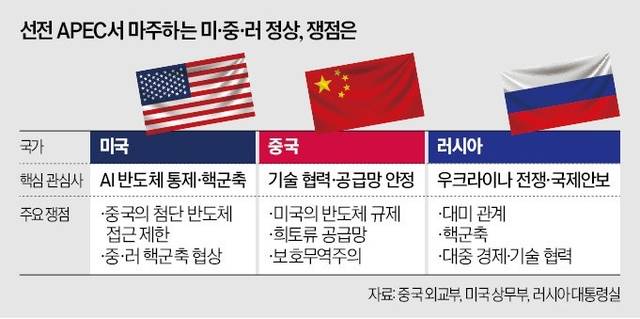 선전 APEC서 마주하는 미·중·러 정상, 쟁점은
국가 미국 중국 러시아
핵심 관심사 AI 반도체 통제·핵군축 기술 협력·공급망 안정 우크라이나 전쟁·국제안보
주요 쟁점 ·중국의 첨단 반도체 ·미국의 반도체 규제 ·대미 관계
접근 제한 ·희토류 공급망 ·핵군축
·중·러 핵군축 협상 ·보호무역주의 ·대중 경제·기술 협력
자료: 중국 외교부, 미국 상무부, 러시아 대통령실